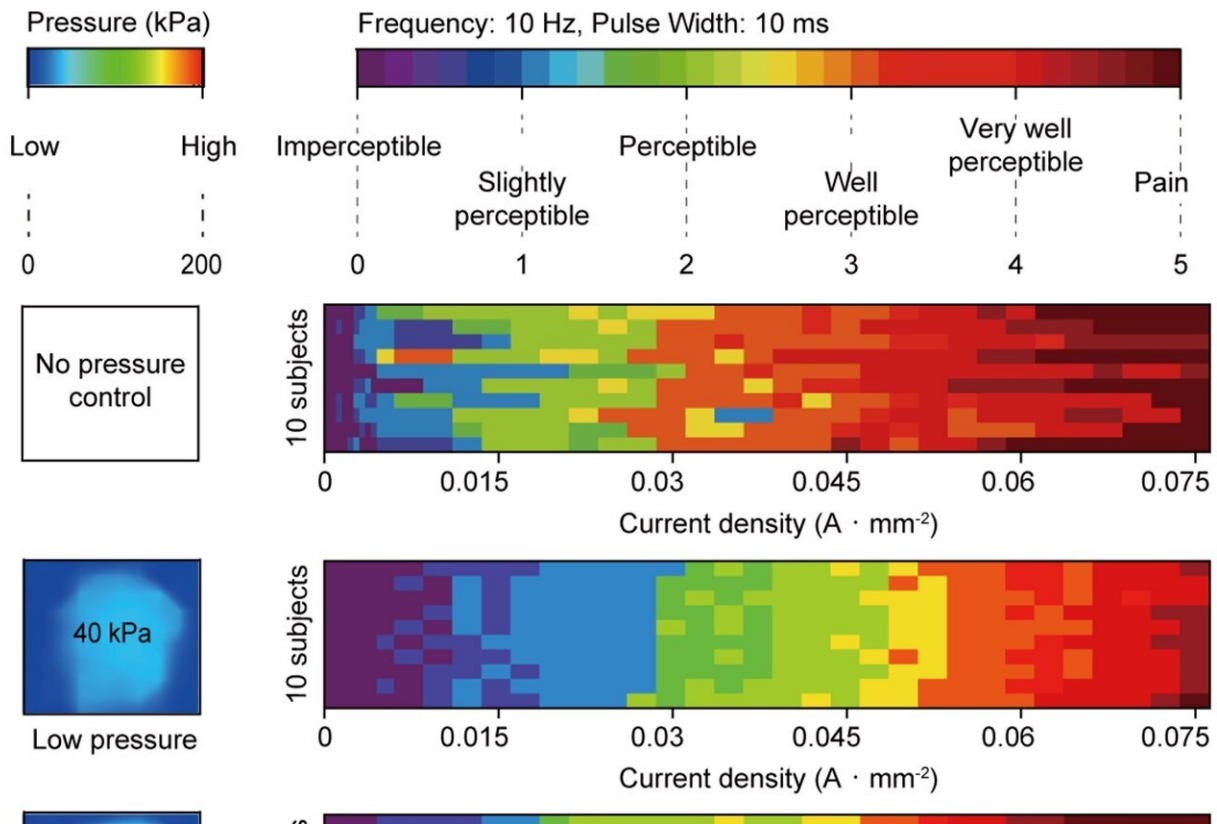 Pressure (kPa)
Frequency: 10 Hz, Pulse Width: 10 ms
Low
High
0
200
Imperceptible
Slightly
perceptible
Perceptible
Well
perceptible
Very well
perceptible
Pain
0 1 2 3 4 5
No pressure
control
10 subjects
0 0.015 0.03 0.045 0.06 0.075
Current density (A · mm⁻²)
40 kPa
Low pressure
10 subjects
0 0.015 0.03 0.045 0.06 0.075
Current density (A · mm⁻²)